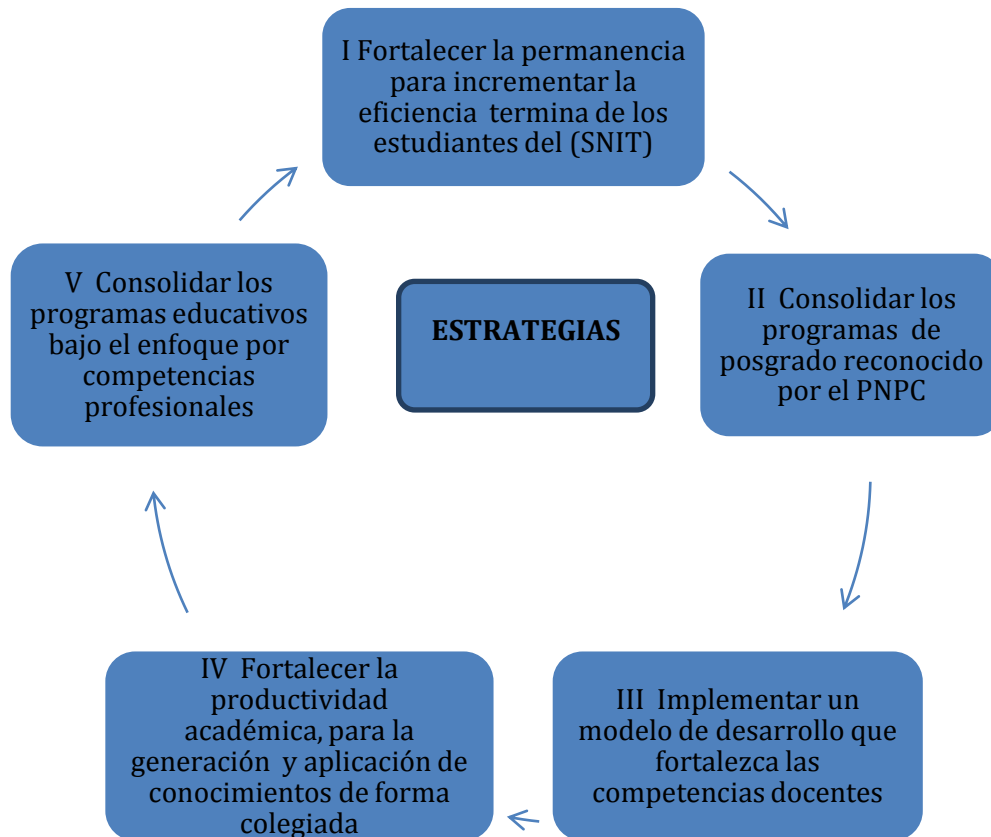 I Fortalecer la permanencia
para incrementar la
eficiencia  termina de los
estudiantes del (SNIT)
V  Consolidar los
programas educativos
bajo el enfoque por
competencias
profesionales
ESTRATEGIAS
II  Consolidar los
programas  de
posgrado reconocido
por el PNPC
IV  Fortalecer la
productividad
académica, para la
generación  y aplicación de
conocimientos de forma
colegiada
III  Implementar un
modelo de desarrollo que
fortalezca las
competencias docentes